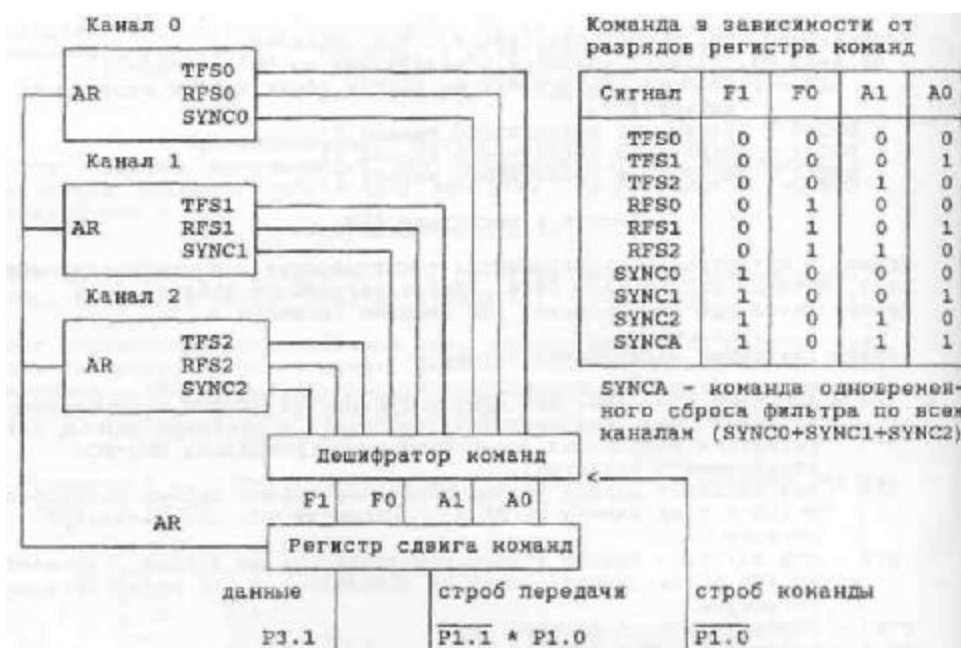 Канал 0
TFS0
AR
RFS0
SYNC0
Канал 1
TFS1
AR
RFS1
SYNC1
Канал 2
TFS2
AR
RFS2
SYNC2
Дешифратор команд
F1 F0 A1 A0
AR
Регистр сдвига команд
данные
строб передачи
строб команды
P3.1
P1.1 * P1.0
P1.0
Команда в зависимости от
разрядов регистра команд
Сигнал F1 F0 A1 A0
TFS0 0 0 0 0
TFS1 0 0 0 1
TFS2 0 0 1 0
RFS0 0 1 0 0
RFS1 0 1 0 1
RFS2 0 1 1 0
SYNC0 1 0 0 0
SYNC1 1 0 0 1
SYNC2 1 0 1 0
SYNCA 1 0 1 1
SYNCA - команда одновремен-
ного сброса фильтра по всем
каналам (SYNC0+SYNC1+SYNC2)